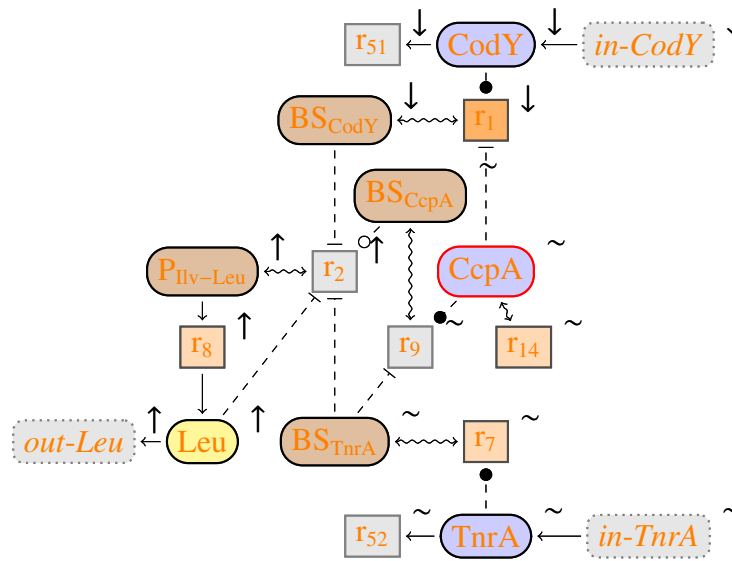 r51 ↓ CodY ↓ in-CodY ↓
BSCodY ↓ r1 ↓
~
BSCcpA
PIlv−Leu ↑ r2 ↑ CcpA ~
r8 ↑ r9 ~ r14 ~
out-Leu ↑ Leu ↑ BSTnrA ~ r7 ~
r52 ~ TnrA ~ in-TnrA ~